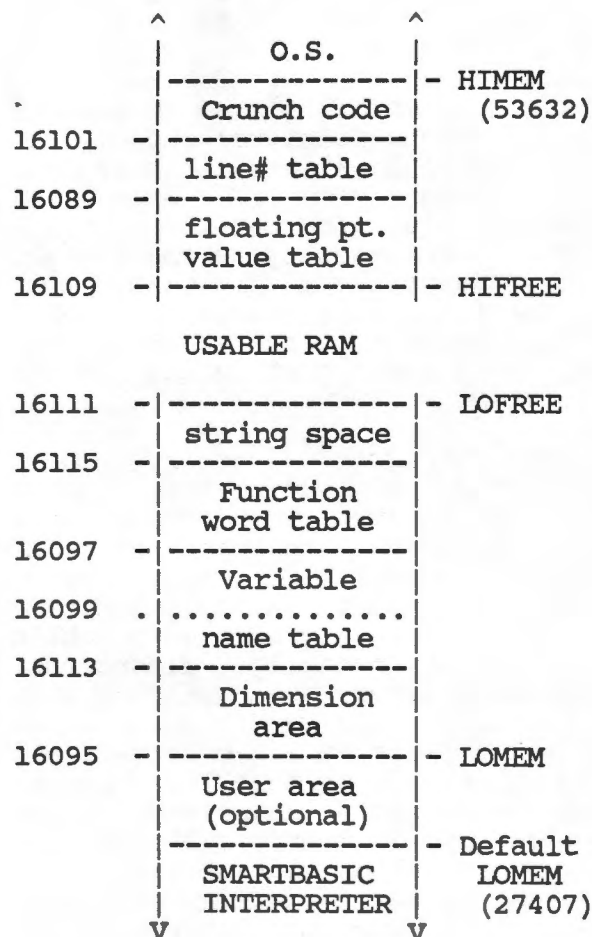 O.S.
HIMEM
Crunch code (53632)
16101
line# table
16089
floating pt.
value table
16109 HIFREE
USABLE RAM
16111 LOFREE
string space
16115
Function
word table
16097
Variable
16099
name table
16113
Dimension
area
16095 LOMEM
User area
(optional)
Default
SMARTBASIC LOMEM
INTERPRETER (27407)